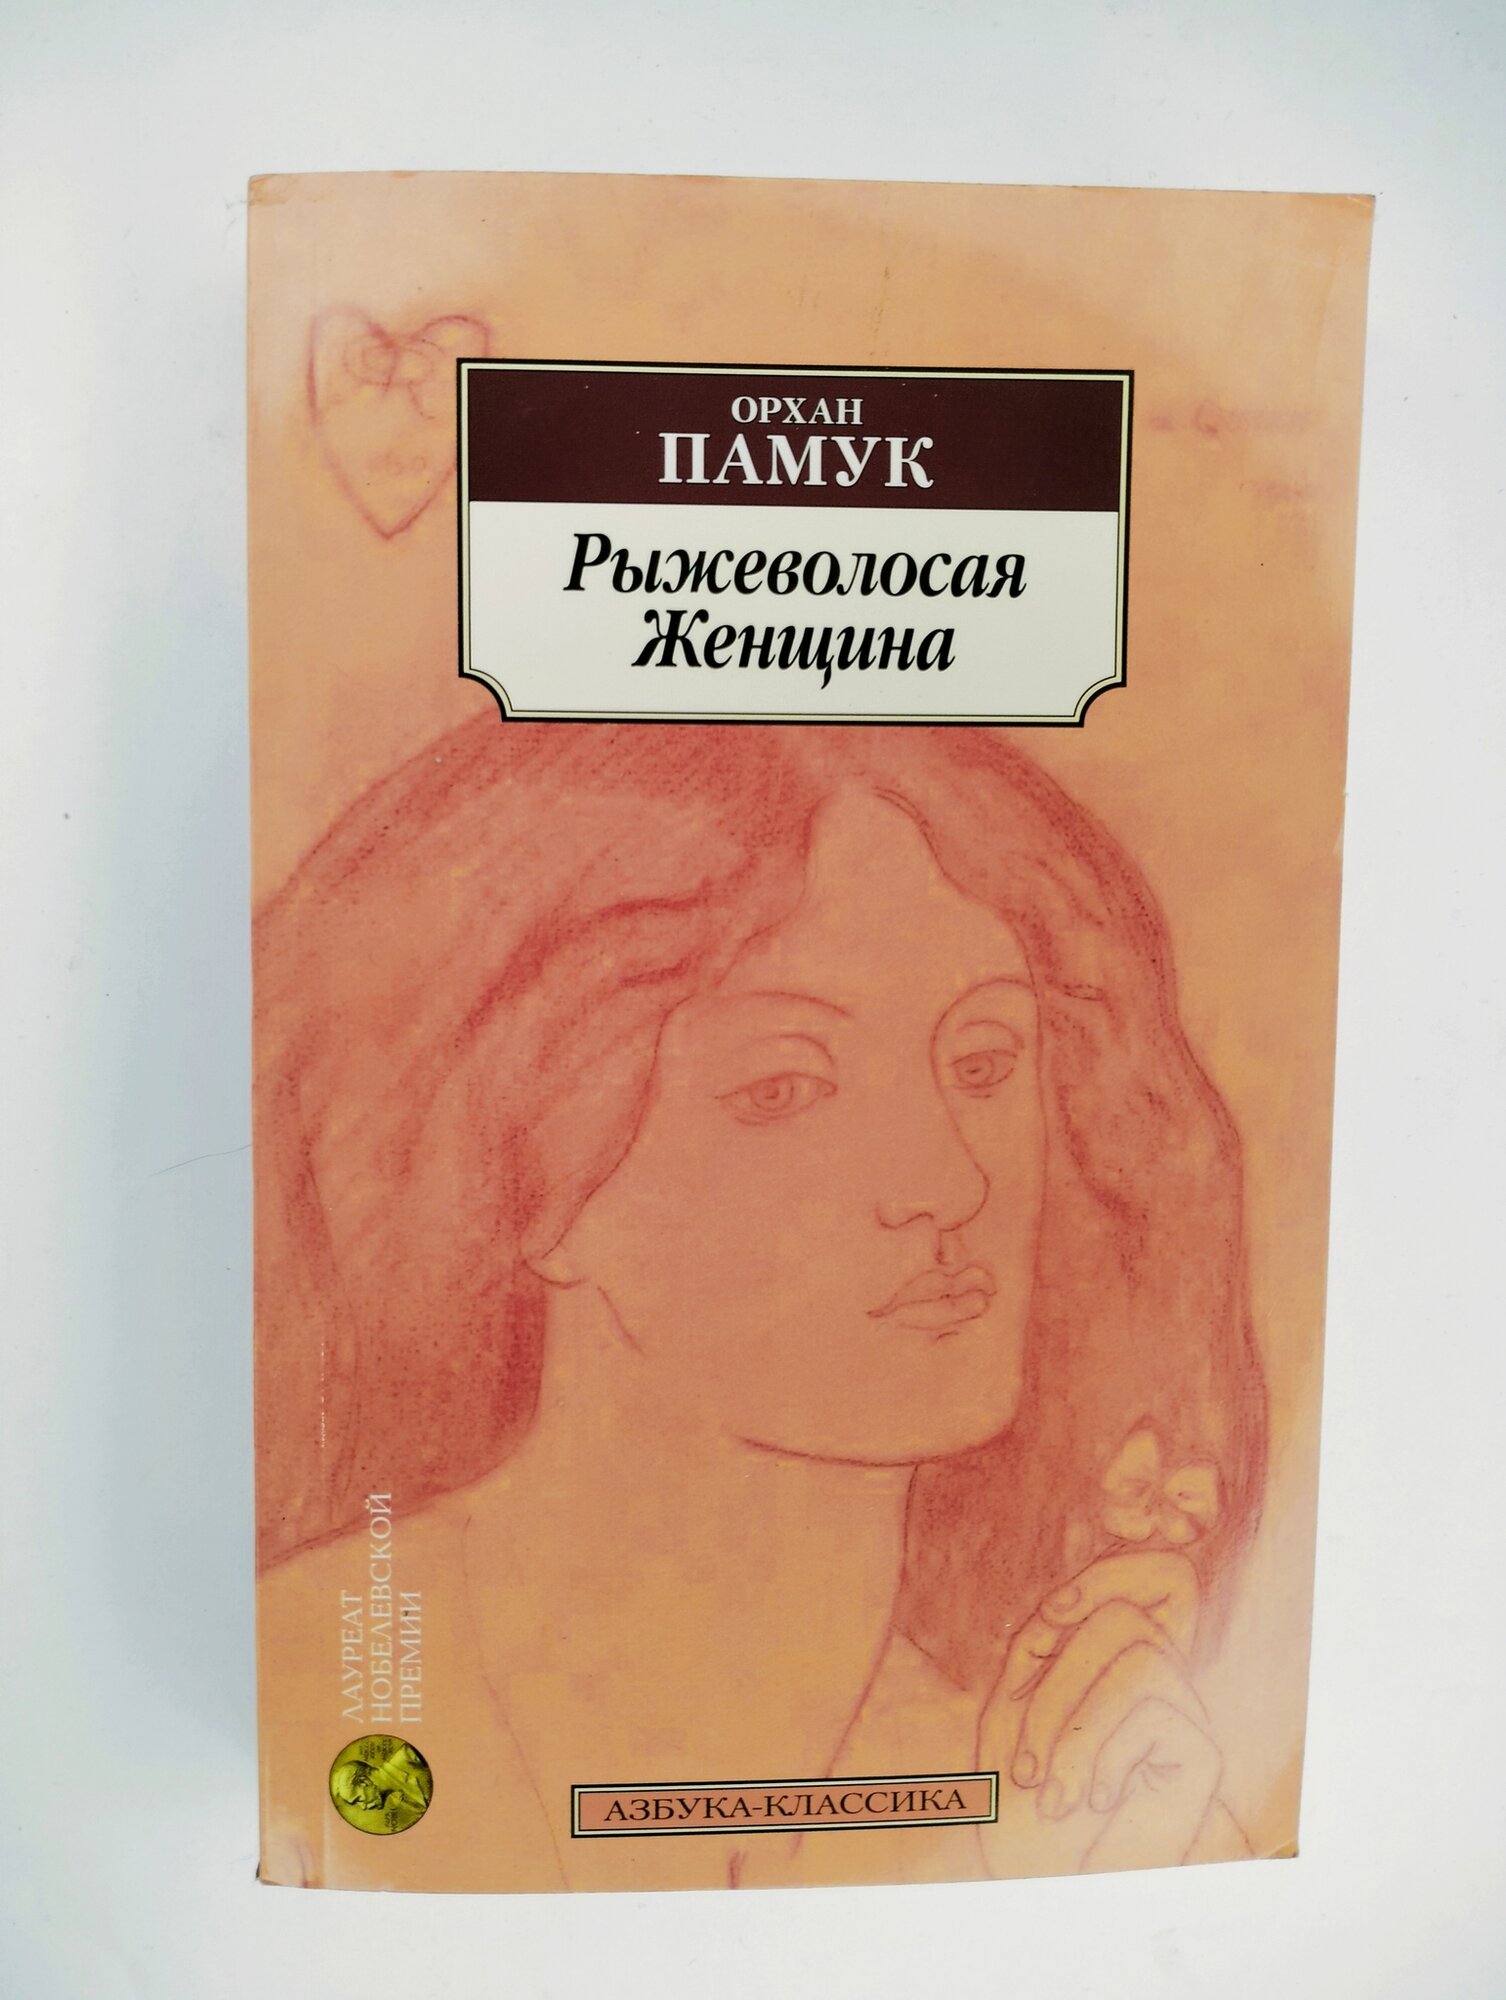 ОРХАН
ПАМУК
Рыжеволосая
Женщина
ЛАУРЕАТ
НОБЕЛЕВСКОЙ
ПРЕМИИ
АЗБУКА-КЛАССИКА